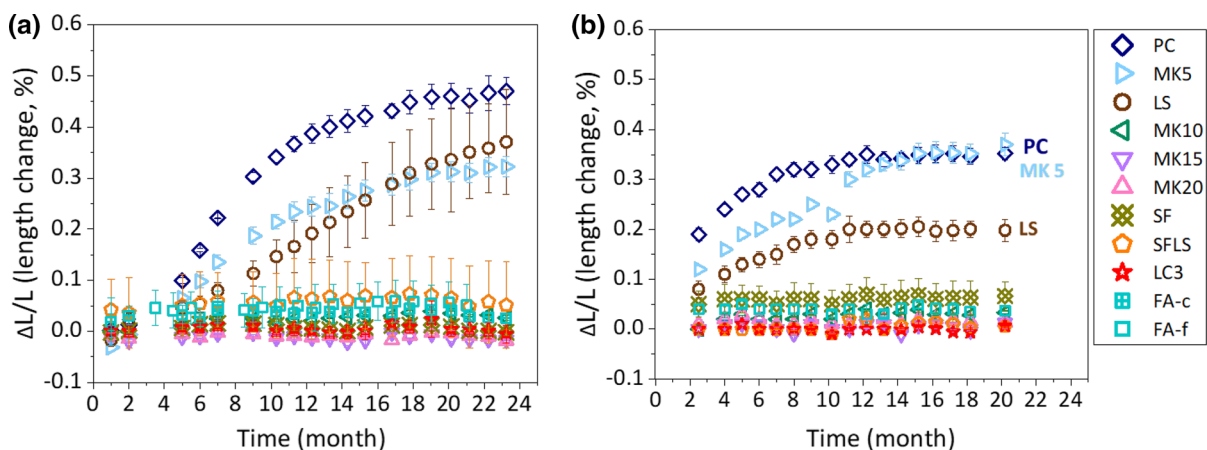 (a)
0.6
0.5
0.4
0.3
0.2
0.1
0.0
-0.1
ΔL/L (length change, %)
0 2 4 6 8 10 12 14 16 18 20 22 24
Time (month)
(b)
0.6
0.5
0.4
0.3
0.2
0.1
0.0
-0.1
ΔL/L (length change, %)
PC
MK 5
LS
0 2 4 6 8 10 12 14 16 18 20 22 24
Time (month)
PC
MK5
LS
MK10
MK15
MK20
SF
SFLS
LC3
FA-c
FA-f